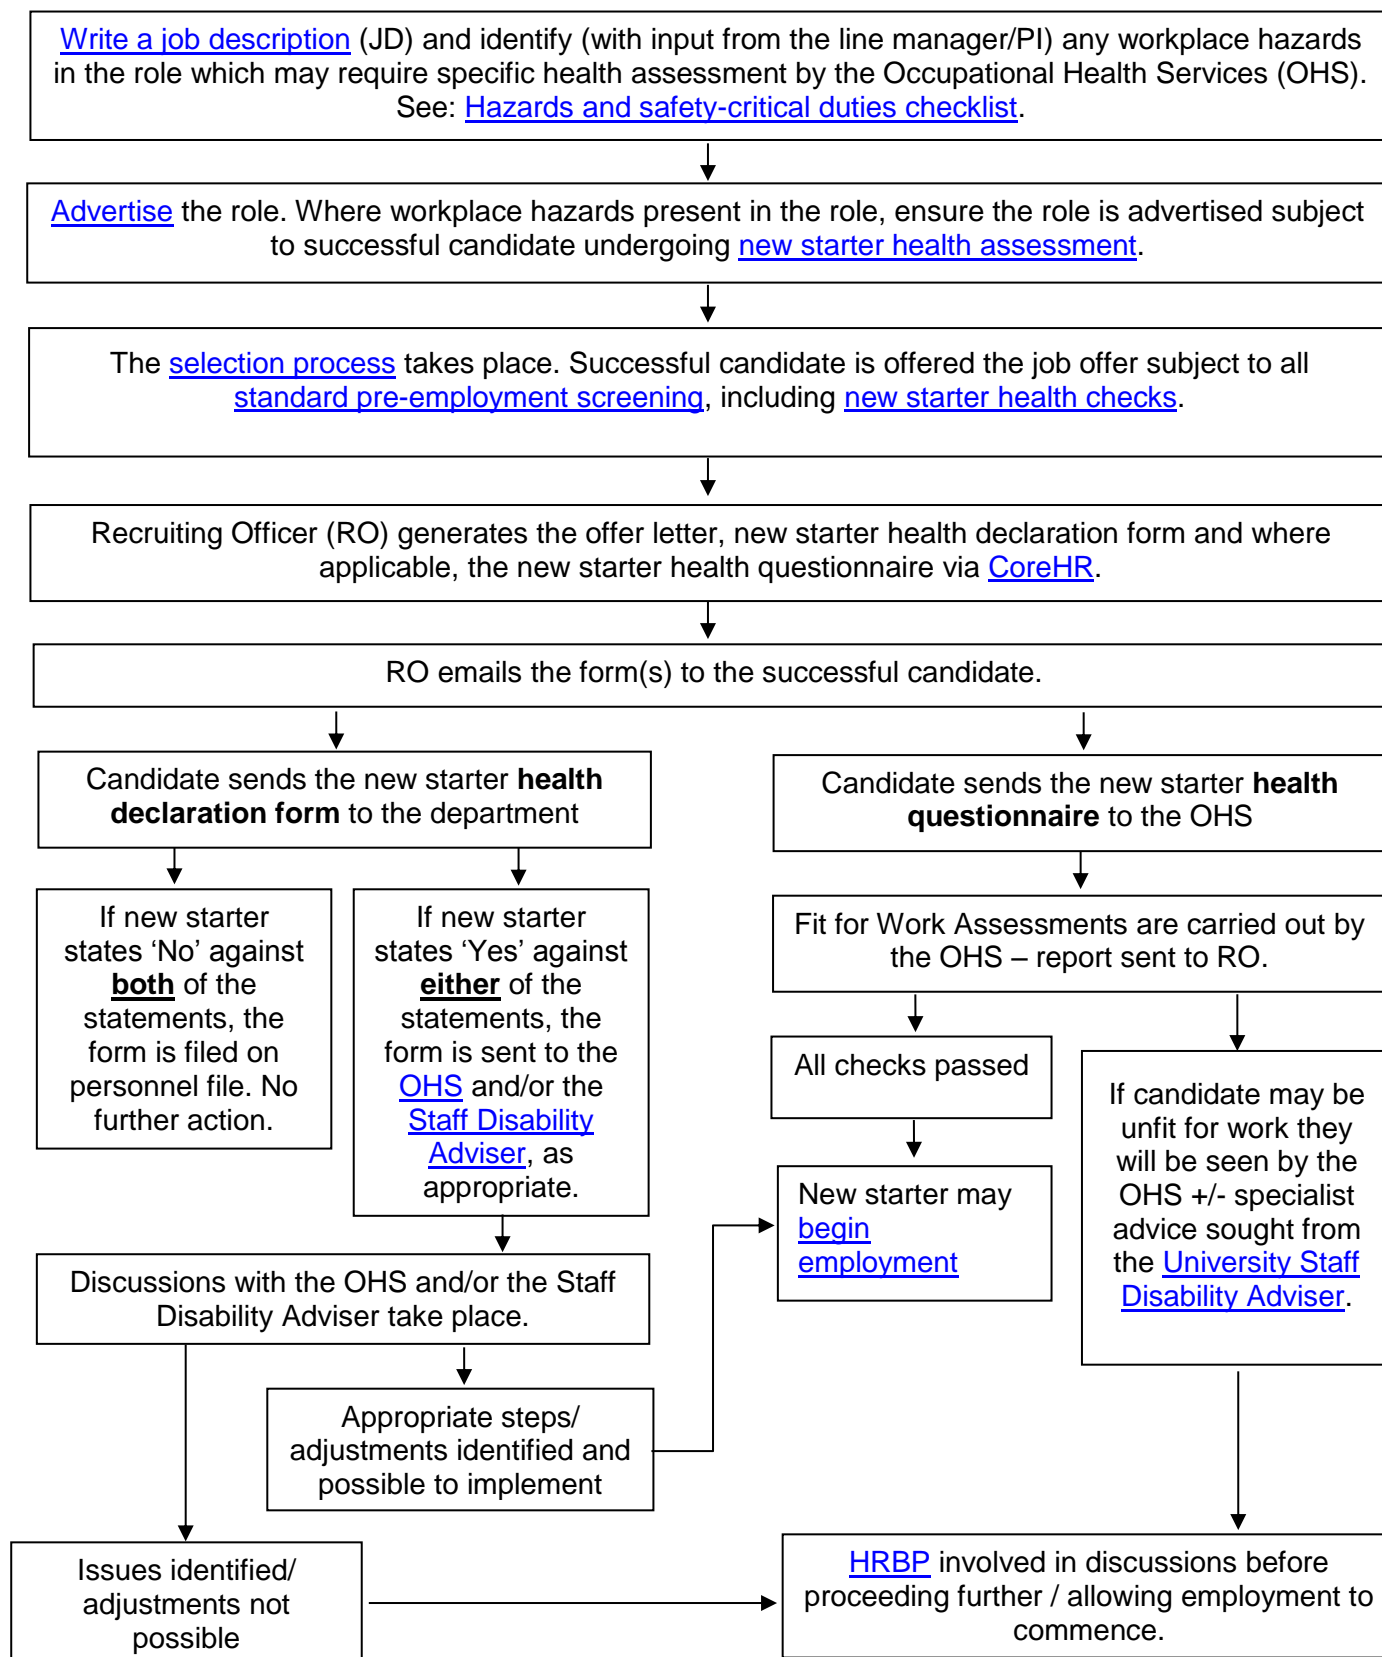 Write a job description (JD) and identify (with input from the line manager/PI) any workplace hazards
in the role which may require specific health assessment by the Occupational Health Services (OHS).
See: Hazards and safety-critical duties checklist.
Advertise the role. Where workplace hazards present in the role, ensure the role is advertised subject
to successful candidate undergoing new starter health assessment.
The selection process takes place. Successful candidate is offered the job offer subject to all
standard pre-employment screening, including new starter health checks.
Recruiting Officer (RO) generates the offer letter, new starter health declaration form and where
applicable, the new starter health questionnaire via CoreHR.
RO emails the form(s) to the successful candidate.
Candidate sends the new starter health
declaration form to the department
Candidate sends the new starter health
questionnaire to the OHS
If new starter
states ‘No’ against
both of the
statements, the
form is filed on
personnel file. No
further action.
If new starter
states ‘Yes’ against
either of the
statements, the
form is sent to the
OHS and/or the
Staff Disability
Adviser, as
appropriate.
Fit for Work Assessments are carried out by
the OHS – report sent to RO.
All checks passed
If candidate may be
unfit for work they
will be seen by the
OHS +/- specialist
advice sought from
the University Staff
Disability Adviser.
New starter may
begin
employment
Discussions with the OHS and/or the Staff
Disability Adviser take place.
Appropriate steps/
adjustments identified and
possible to implement
Issues identified/
adjustments not
possible
HRBP involved in discussions before
proceeding further / allowing employment to
commence.